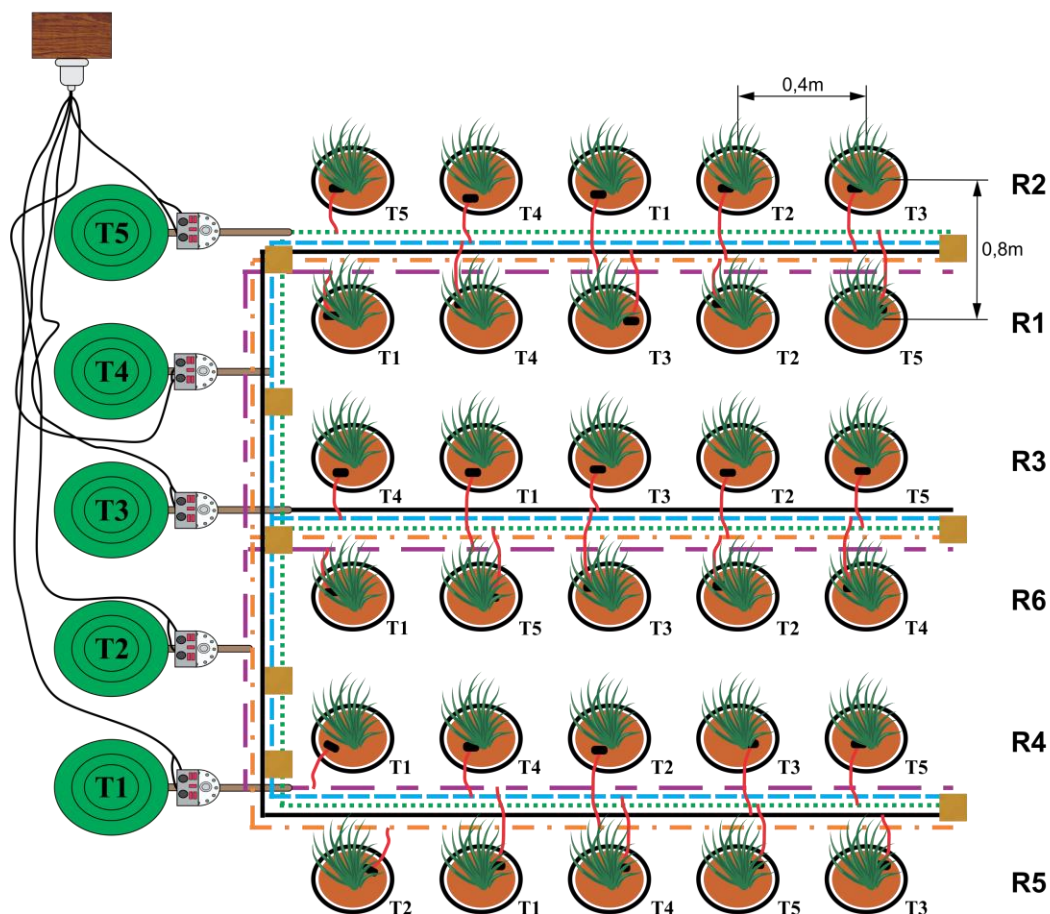 0,4m
T5 T4 T1 T2 T3 R2
0,8m
T5
T1 T4 T3 T2 T5 R1
T4
T4 T1 T3 T2 T5 R3
T3
T1 T5 T3 T2 T4 R6
T2
T1 T4 T2 T3 T5 R4
T1
T2 T1 T4 T5 T3 R5